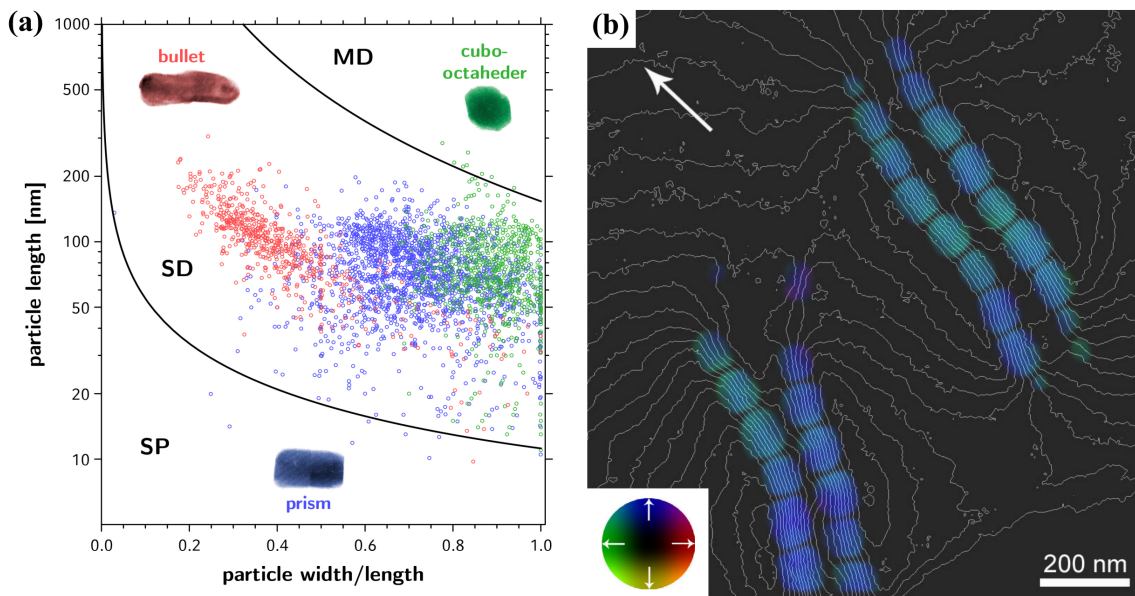 (a)
1000
500
200
100
50
20
10
particle length [nm]
bullet
MD
cubo-
octaheder
SD
SP
prism
0.0
0.2
0.4
0.6
0.8
1.0
particle width/length
(b)
200 nm